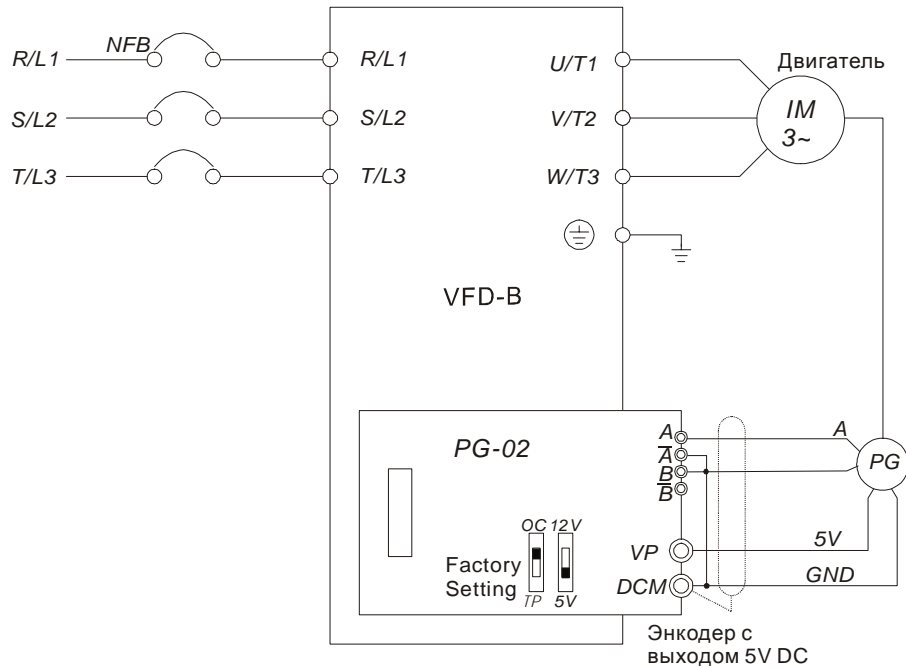 NFB
R/L1
R/L1
U/T1
Двигатель
S/L2
S/L2
V/T2
IM
3~
T/L3
T/L3
W/T3
VFD-B
PG-02
A
A
A̅
B
B̅
PG
OC 12V
Factory
Setting
TP 5V
VP
5V
DCM
GND
Энкодер с
выходом 5V DC